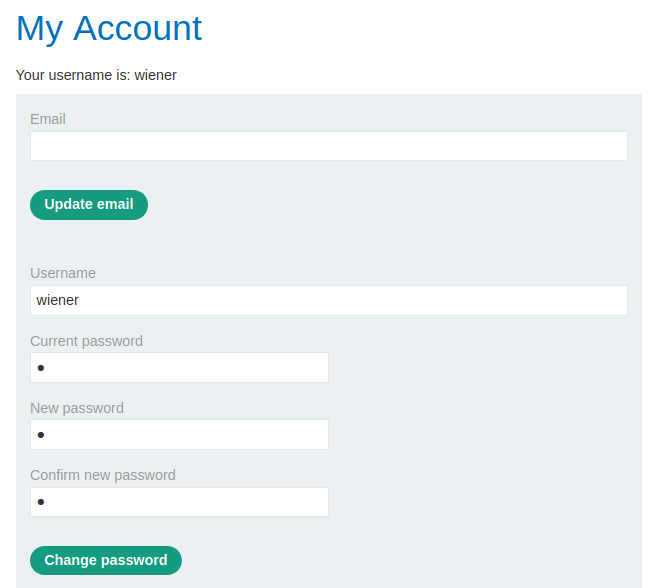 My Account
Your username is: wiener
Email
Update email
Username
wiener
Current password
•
New password
•
Confirm new password
•
Change password